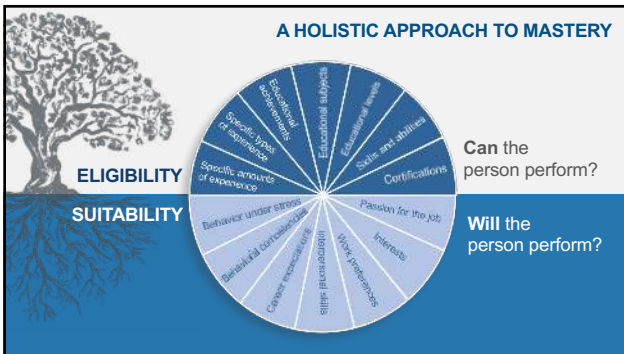 A HOLISTIC APPROACH TO MASTERY
Specific amounts
of experience
Specific types
of experience
Educational
achievements
Educational subjects
Educational levels
Skills and abilities
Certifications
ELIGIBILITY
Can the
person perform?
SUITABILITY
Behavior under stress
Behavioral competencies
Career expectations
Interpersonal skills
Work preferences
Interests
Passion for the job
Will the
person perform?